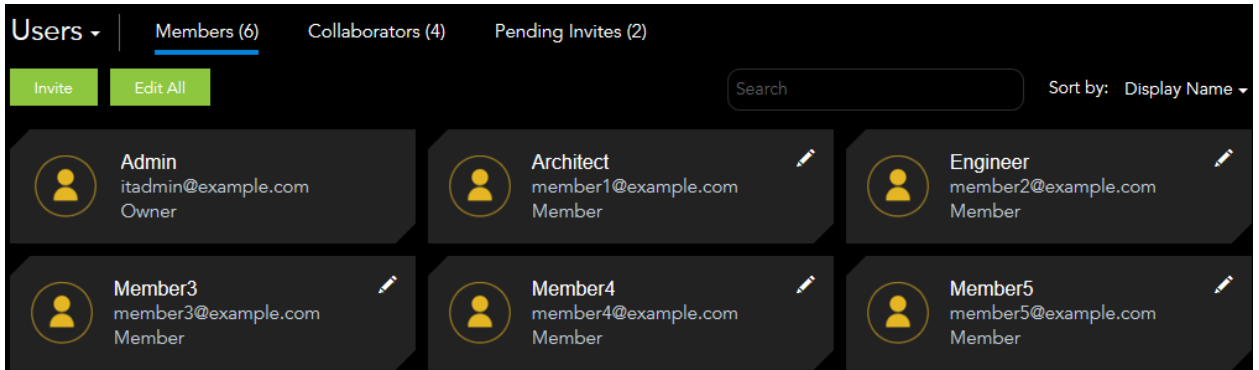 Users
Members (6)
Collaborators (4)
Pending Invites (2)
Invite
Edit All
Search
Sort by: Display Name
Admin
itadmin@example.com
Owner
Architect
member1@example.com
Member
Engineer
member2@example.com
Member
Member3
member3@example.com
Member
Member4
member4@example.com
Member
Member5
member5@example.com
Member